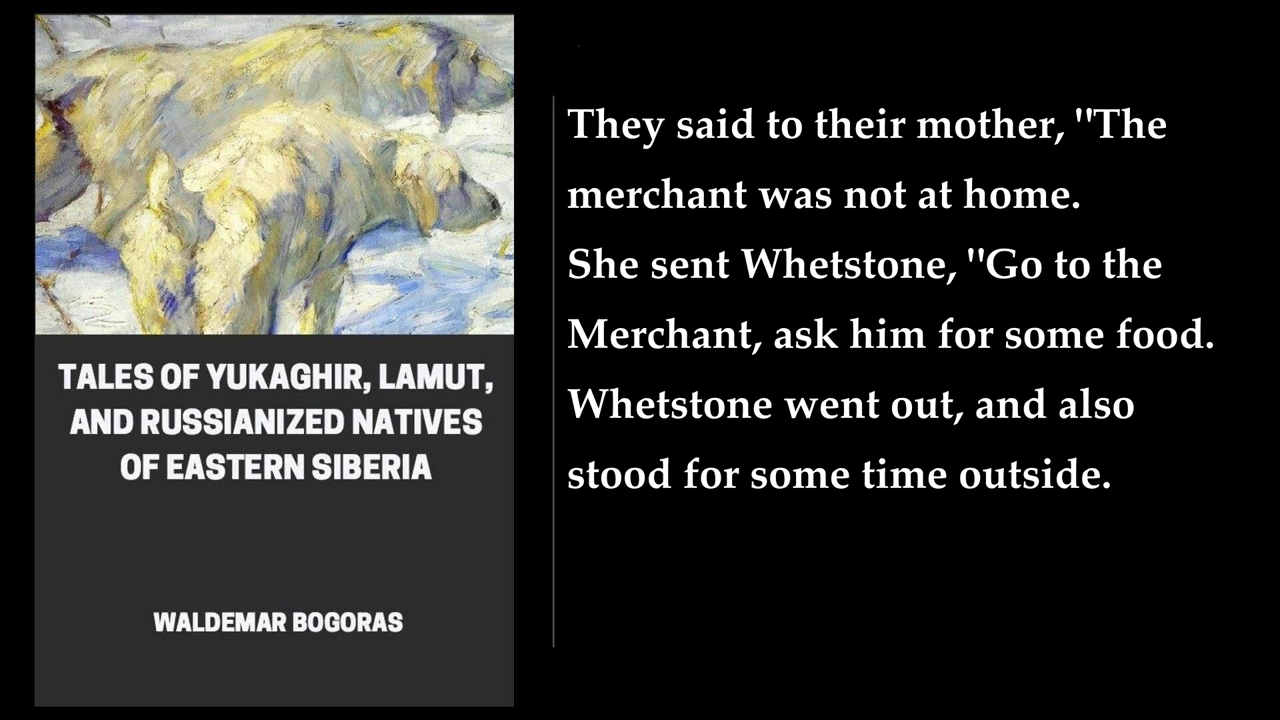 TALES OF YUKAGHIR, LAMUT,
AND RUSSIANIZED NATIVES
OF EASTERN SIBERIA
WALDEMAR BOGORAS
They said to their mother, "The
merchant was not at home.
She sent Whetstone, "Go to the
Merchant, ask him for some food.
Whetstone went out, and also
stood for some time outside.